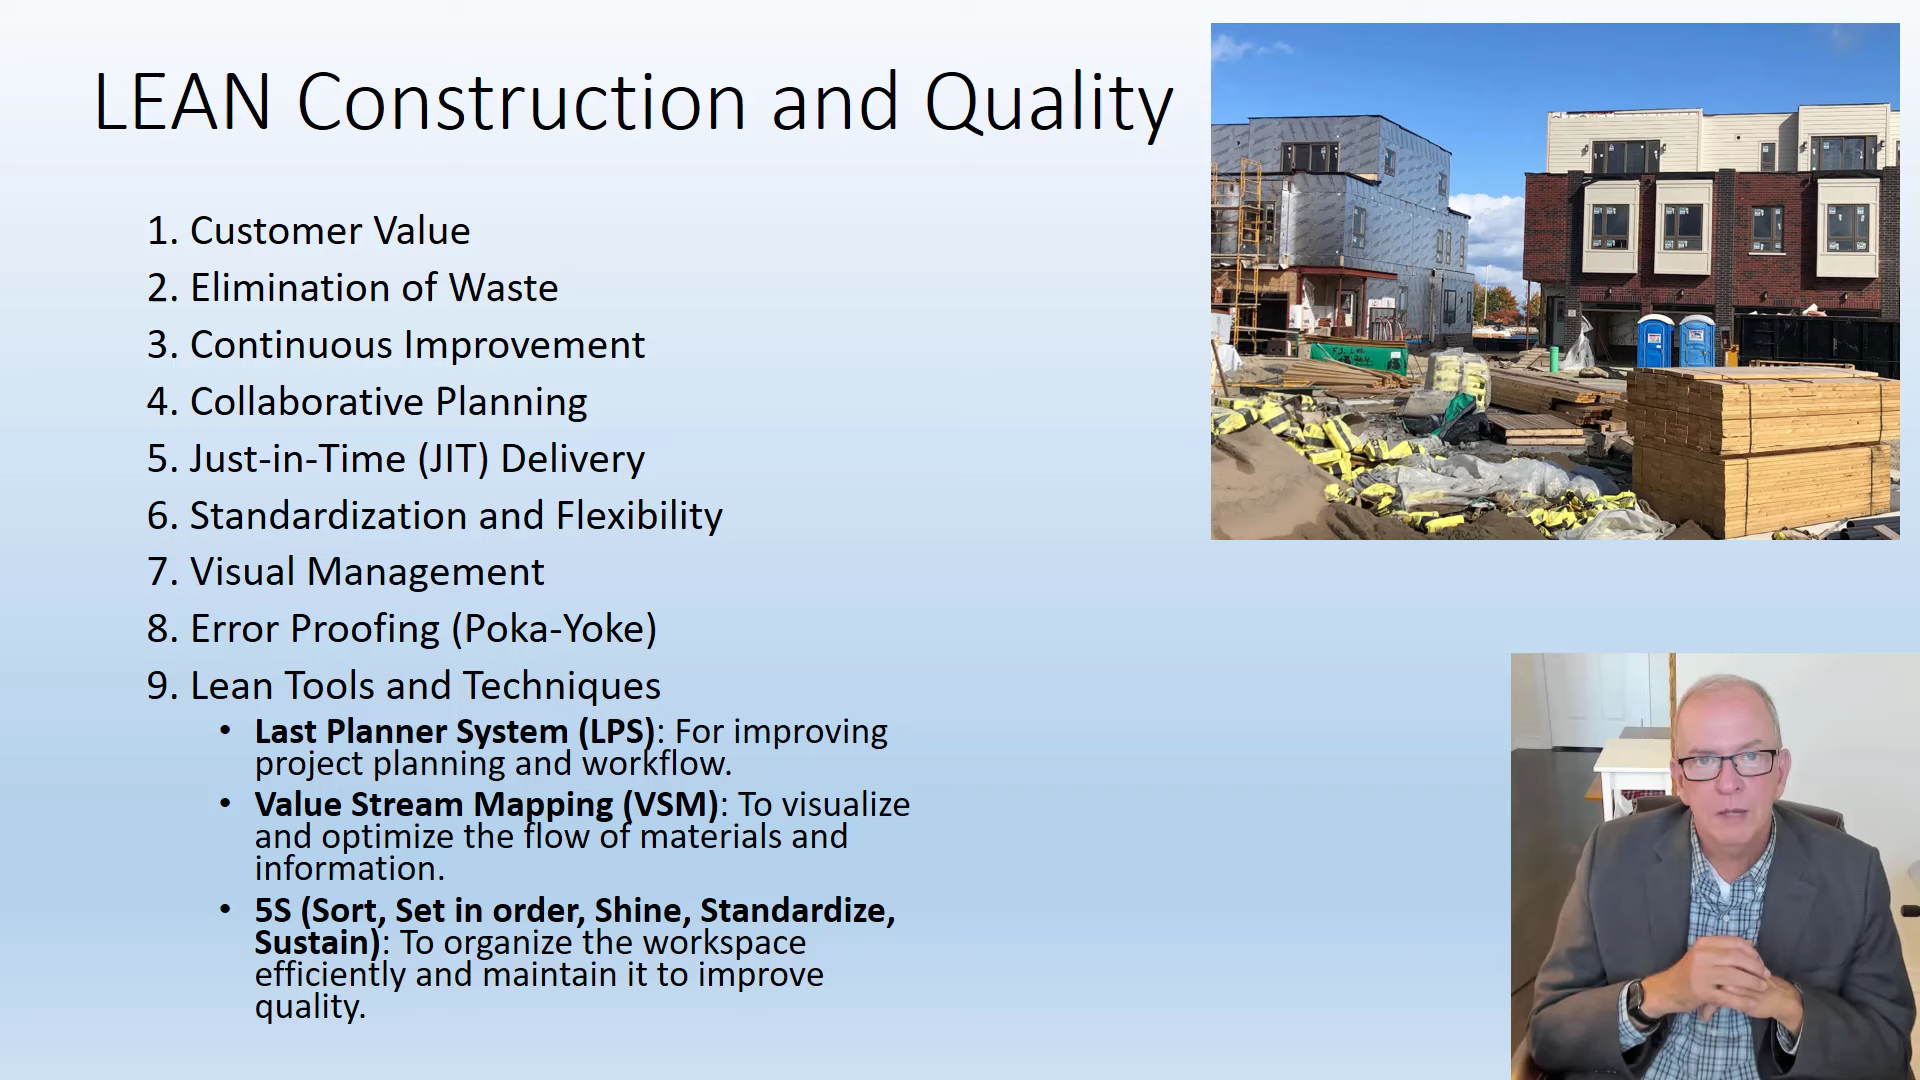 LEAN Construction and Quality
1. Customer Value
2. Elimination of Waste
3. Continuous Improvement
4. Collaborative Planning
5. Just-in-Time (JIT) Delivery
6. Standardization and Flexibility
7. Visual Management
8. Error Proofing (Poka-Yoke)
9. Lean Tools and Techniques
• Last Planner System (LPS): For improving
project planning and workflow.
• Value Stream Mapping (VSM): To visualize
and optimize the flow of materials and
information.
• 5S (Sort, Set in order, Shine, Standardize,
Sustain): To organize the workspace
efficiently and maintain it to improve
quality.